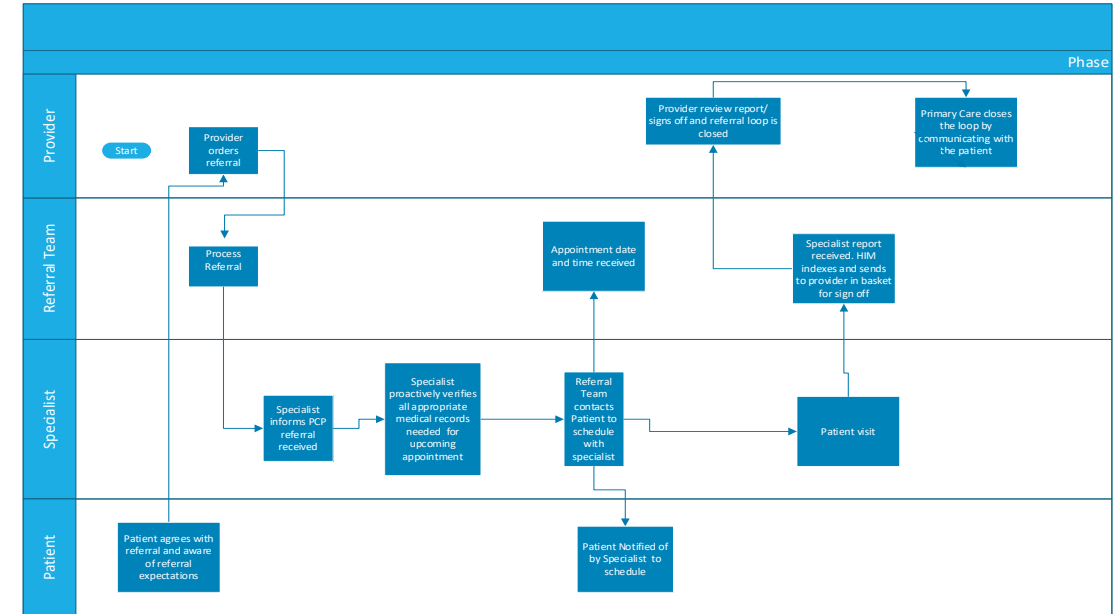 Phase
Provider
Start
Provider
orders
referral
Provider review report/
signs off and referral loop is
closed
Primary Care closes
the loop by
communicating with
the patient
Referral Team
Process
Referral
Appointment date
and time received
Specialist report
received. HIM
indexes and sends
to provider in basket
for sign off
Specialist
Specialist
informs PCP
referral
received
Specialist
proactively verifies
all appropriate
medical records
needed for
upcoming
appointment
Referral
Team
contacts
Patient to
schedule
with
specialist
Patient visit
Patient
Patient agrees with
referral and aware
of referral
expectations
Patient Notified of
by Specialist to
schedule